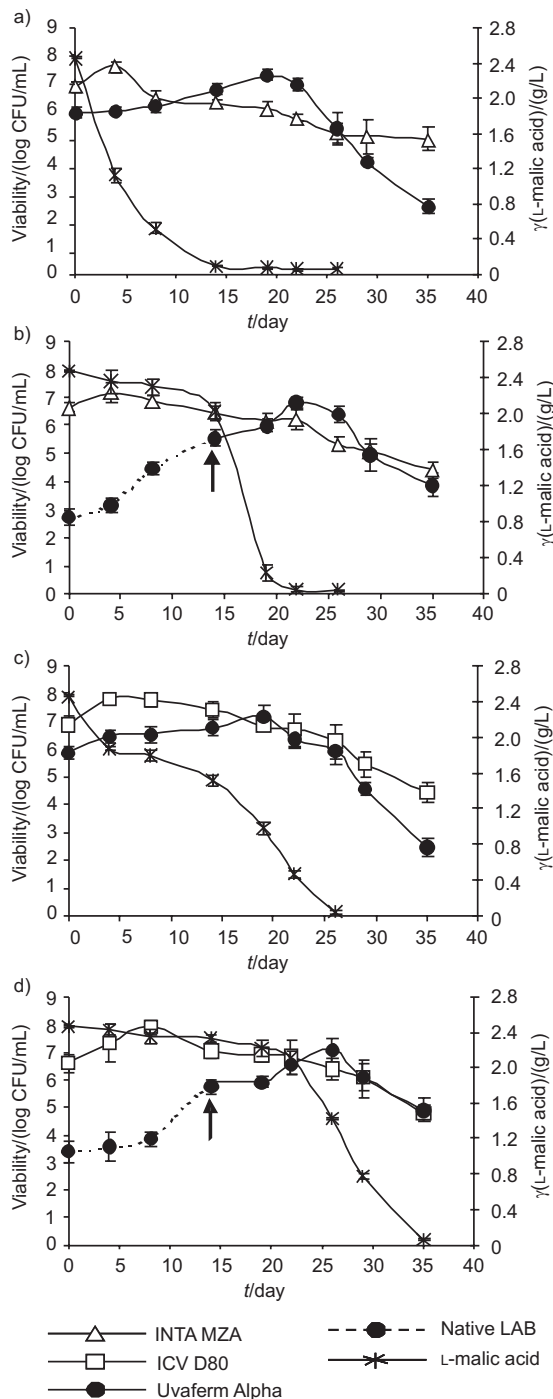 a)
Viability/(log CFU/mL)
9
8
7
6
5
4
3
2
1
0
2.8
2.4
2.0
1.6
1.2
0.8
0.4
0
γ(L-malic acid)/(g/L)
0 5 10 15 20 25 30 35 40
t/day
b)
Viability/(log CFU/mL)
9
8
7
6
5
4
3
2
1
0
2.8
2.4
2.0
1.6
1.2
0.8
0.4
0
γ(L-malic acid)/(g/L)
0 5 10 15 20 25 30 35 40
t/day
c)
Viability/(log CFU/mL)
9
8
7
6
5
4
3
2
1
0
2.8
2.4
2.0
1.6
1.2
0.8
0.4
0
γ(L-malic acid)/(g/L)
0 5 10 15 20 25 30 35 40
t/day
d)
Viability/(log CFU/mL)
9
8
7
6
5
4
3
2
1
0
2.8
2.4
2.0
1.6
1.2
0.8
0.4
0
γ(L-malic acid)/(g/L)
0 5 10 15 20 25 30 35 40
t/day
INTA MZA
ICV D80
Uvaferm Alpha
Native LAB
L-malic acid